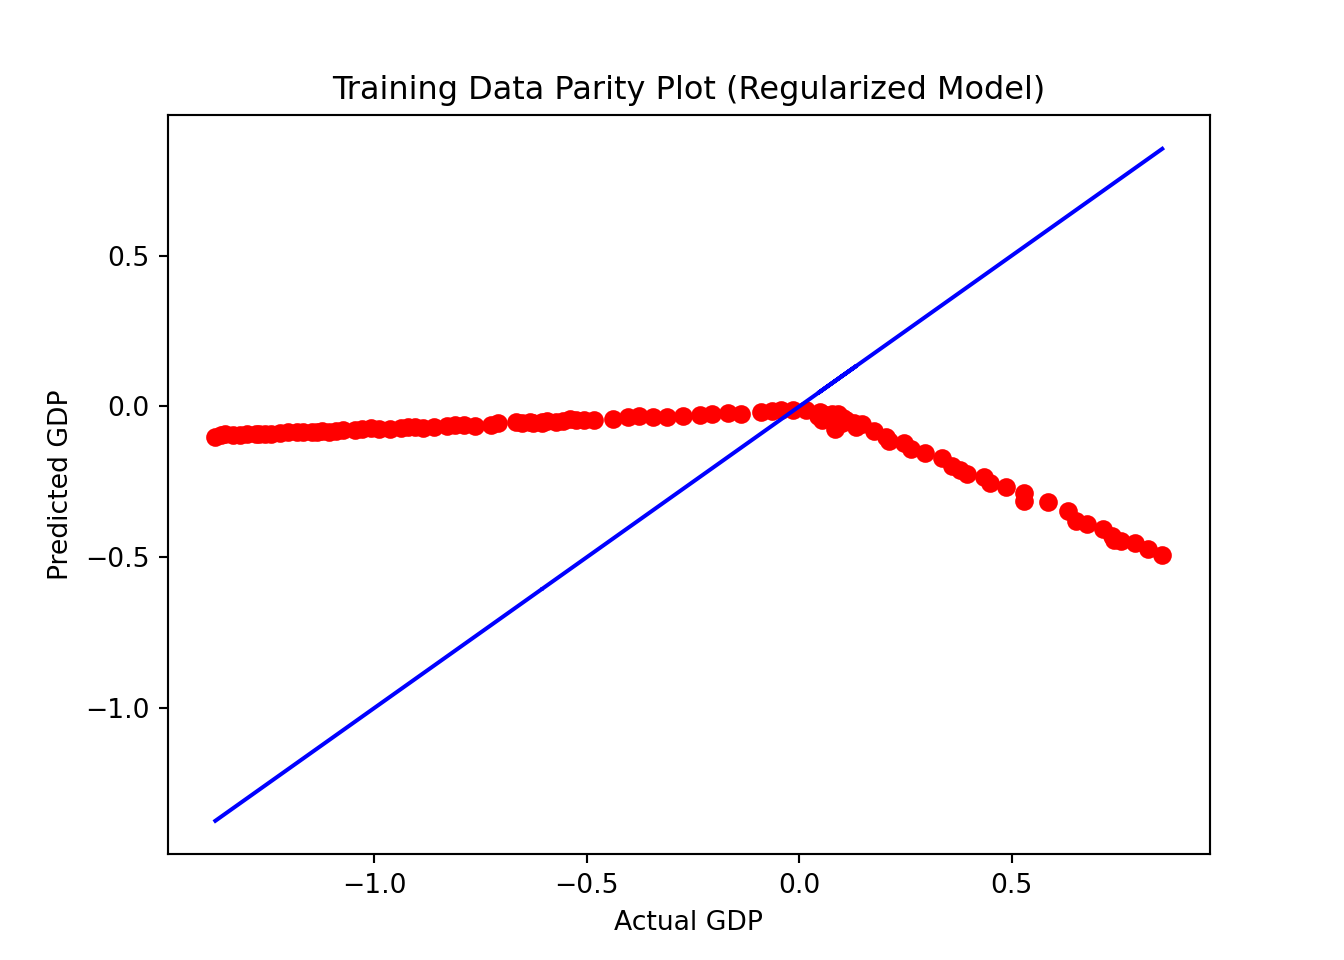 Training Data Parity Plot (Regularized Model)
0.5
0.0
−0.5
−1.0
Predicted GDP
−1.0 −0.5 0.0 0.5
Actual GDP